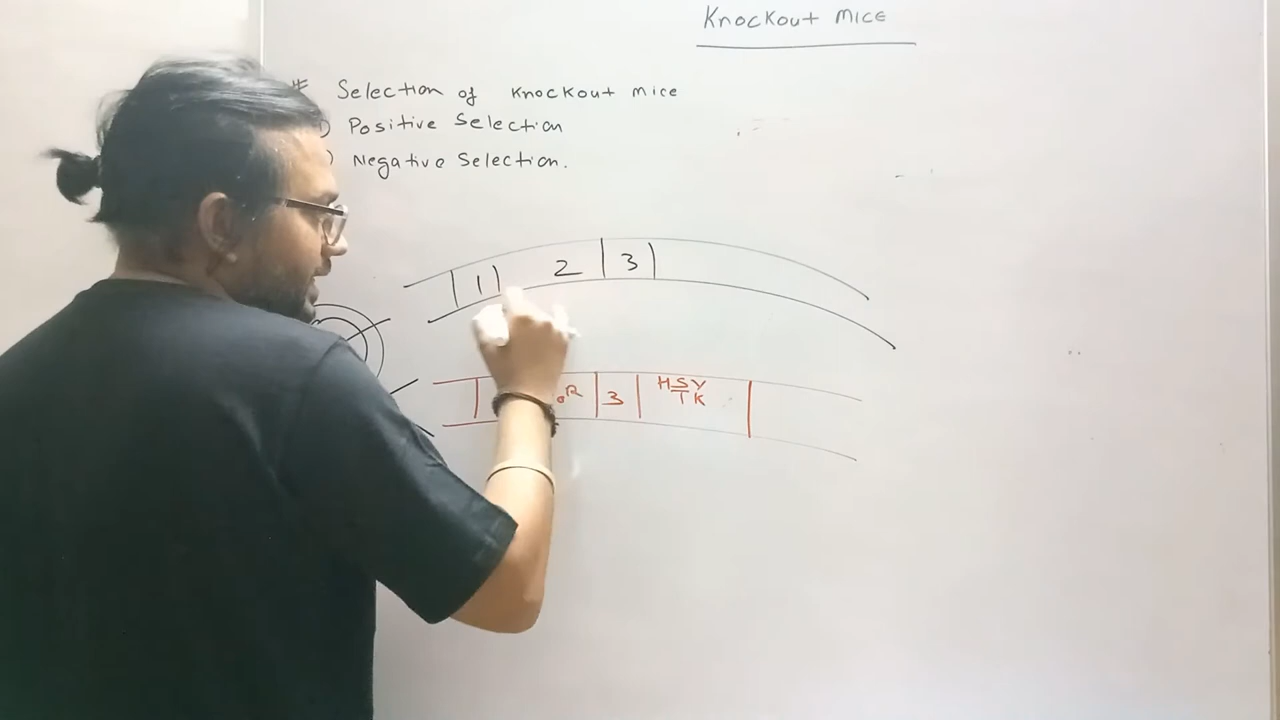 Knockout Mice
# Selection of Knockout mice
) Positive Selection
) Negative Selection.
1 2 3
3 HSV
TK